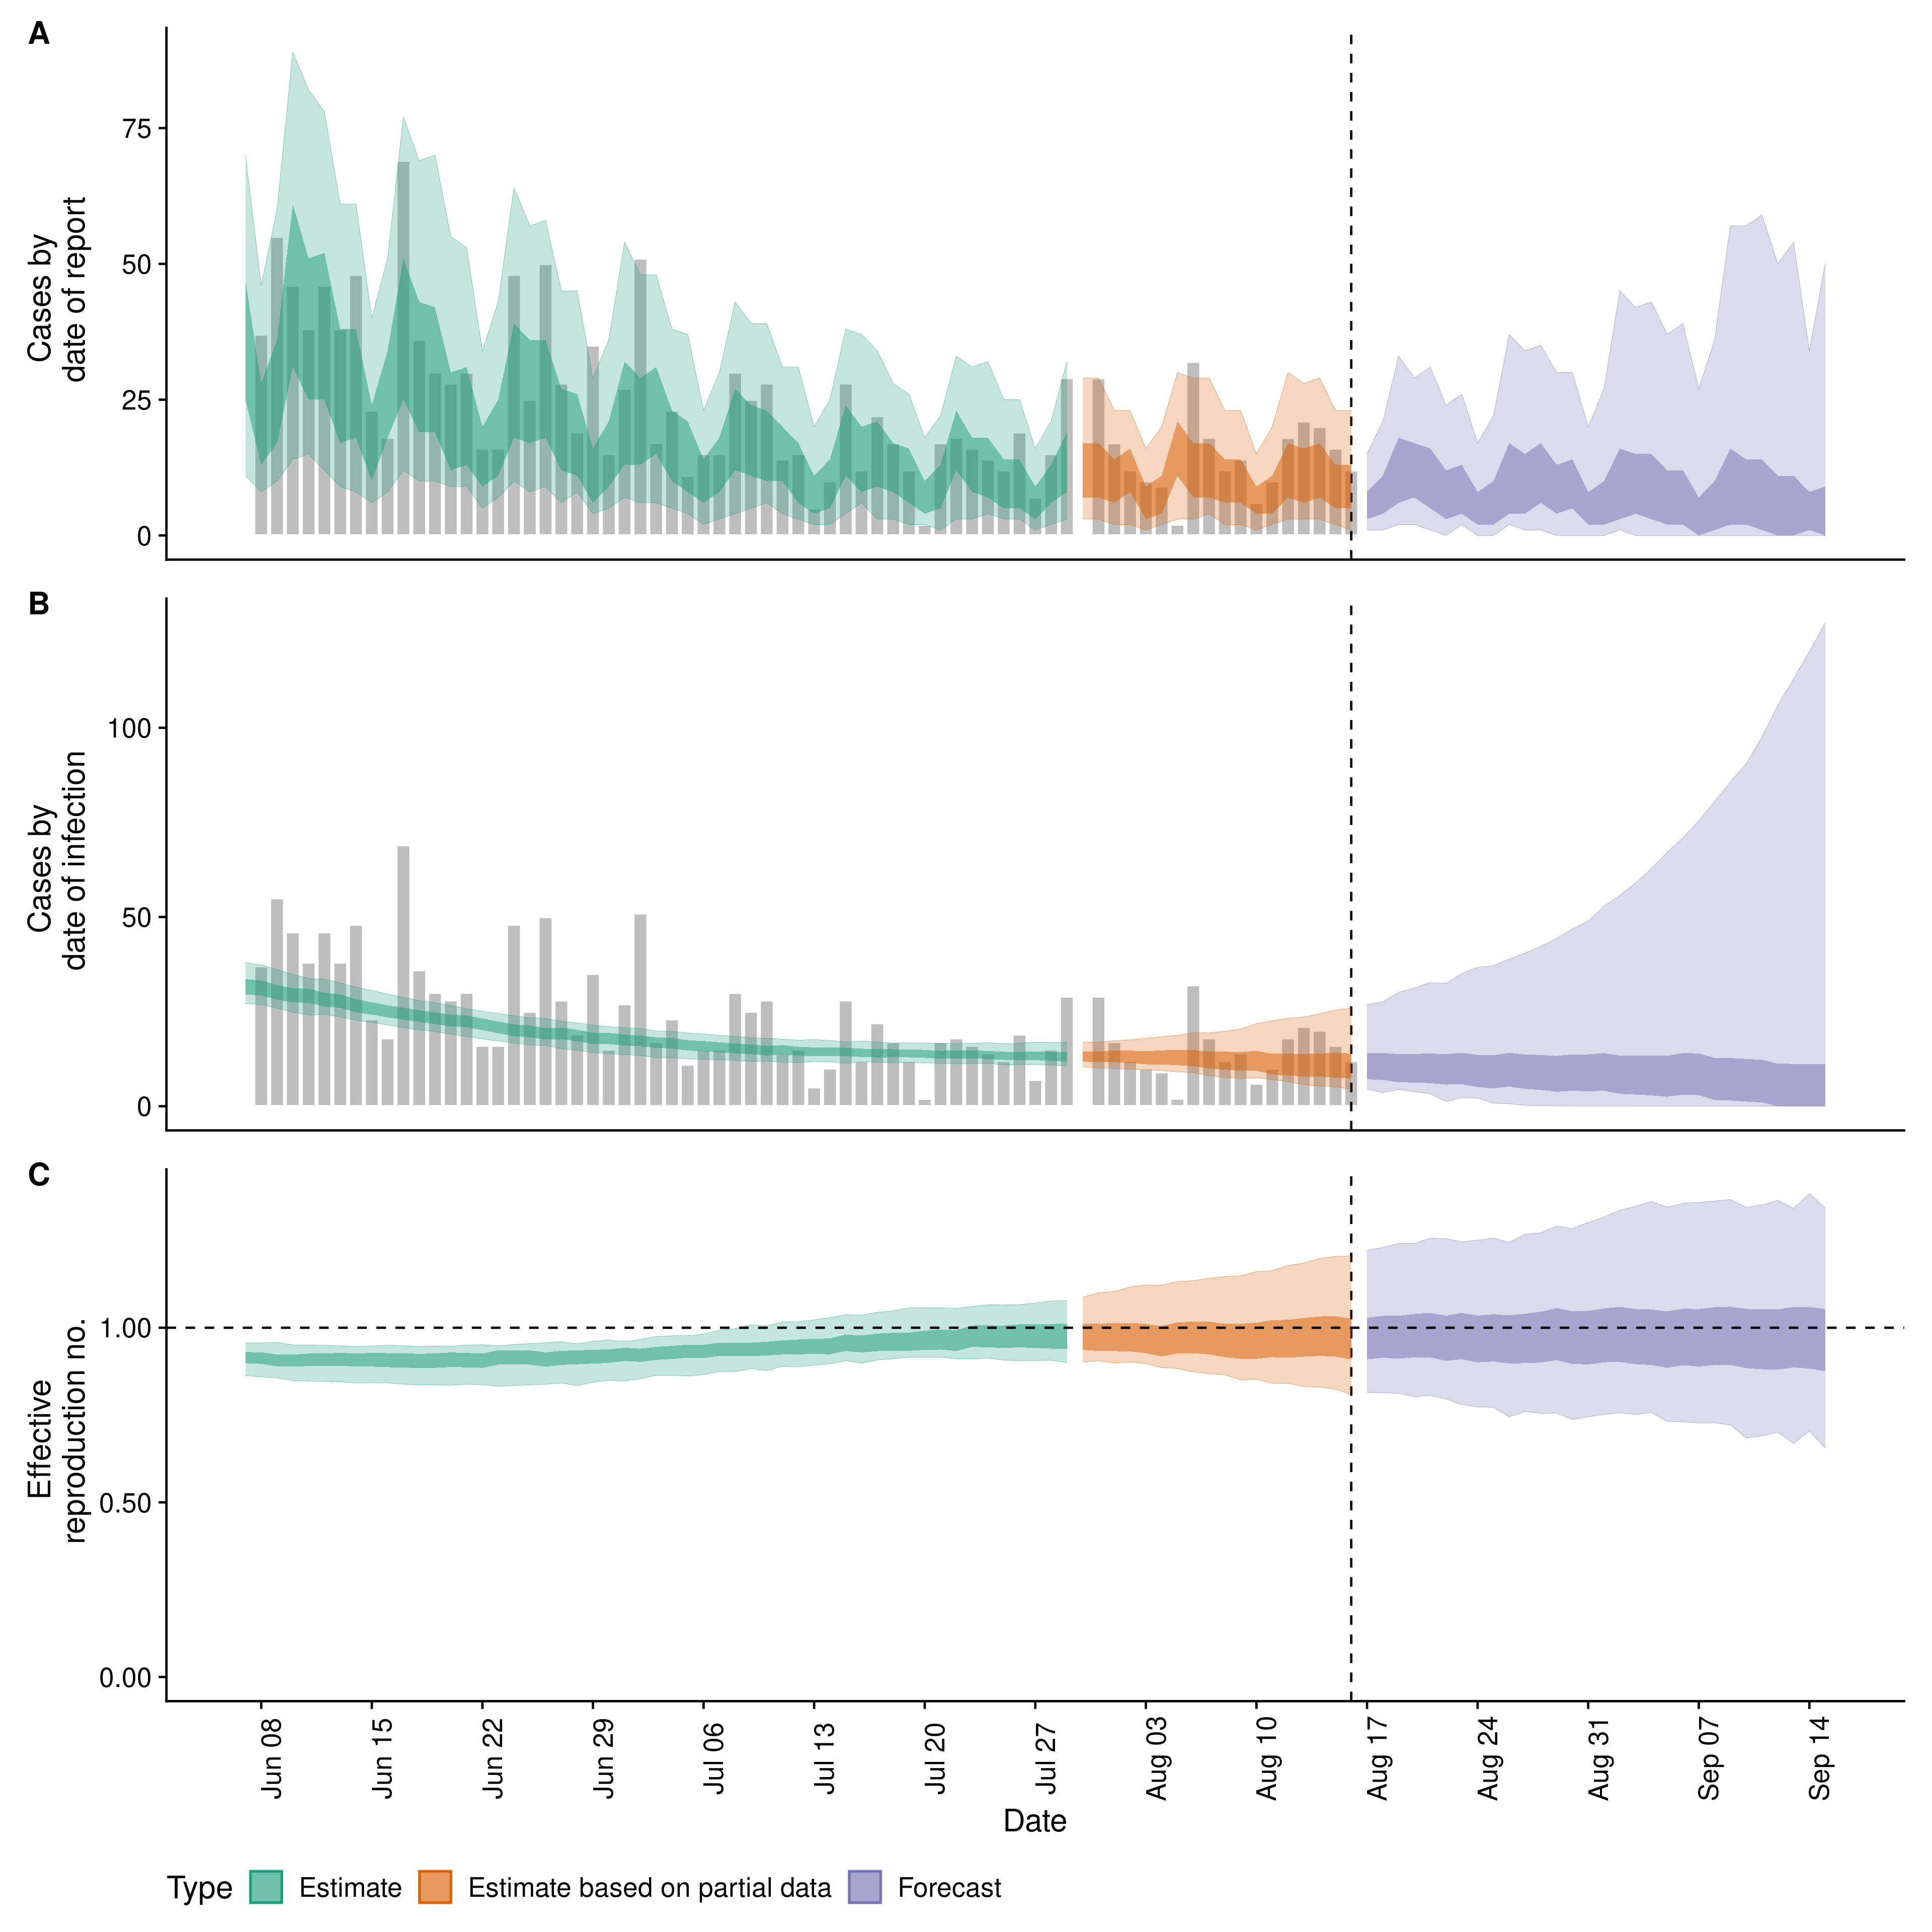 A
Cases by
date of report
75
50
25
0
B
Cases by
date of infection
100
50
0
C
Effective
reproduction no.
1.00
0.50
0.00
Jun 08
Jun 15
Jun 22
Jun 29
Jul 06
Jul 13
Jul 20
Jul 27
Aug 03
Aug 10
Aug 17
Aug 24
Aug 31
Sep 07
Sep 14
Date
Type Estimate Estimate based on partial data Forecast